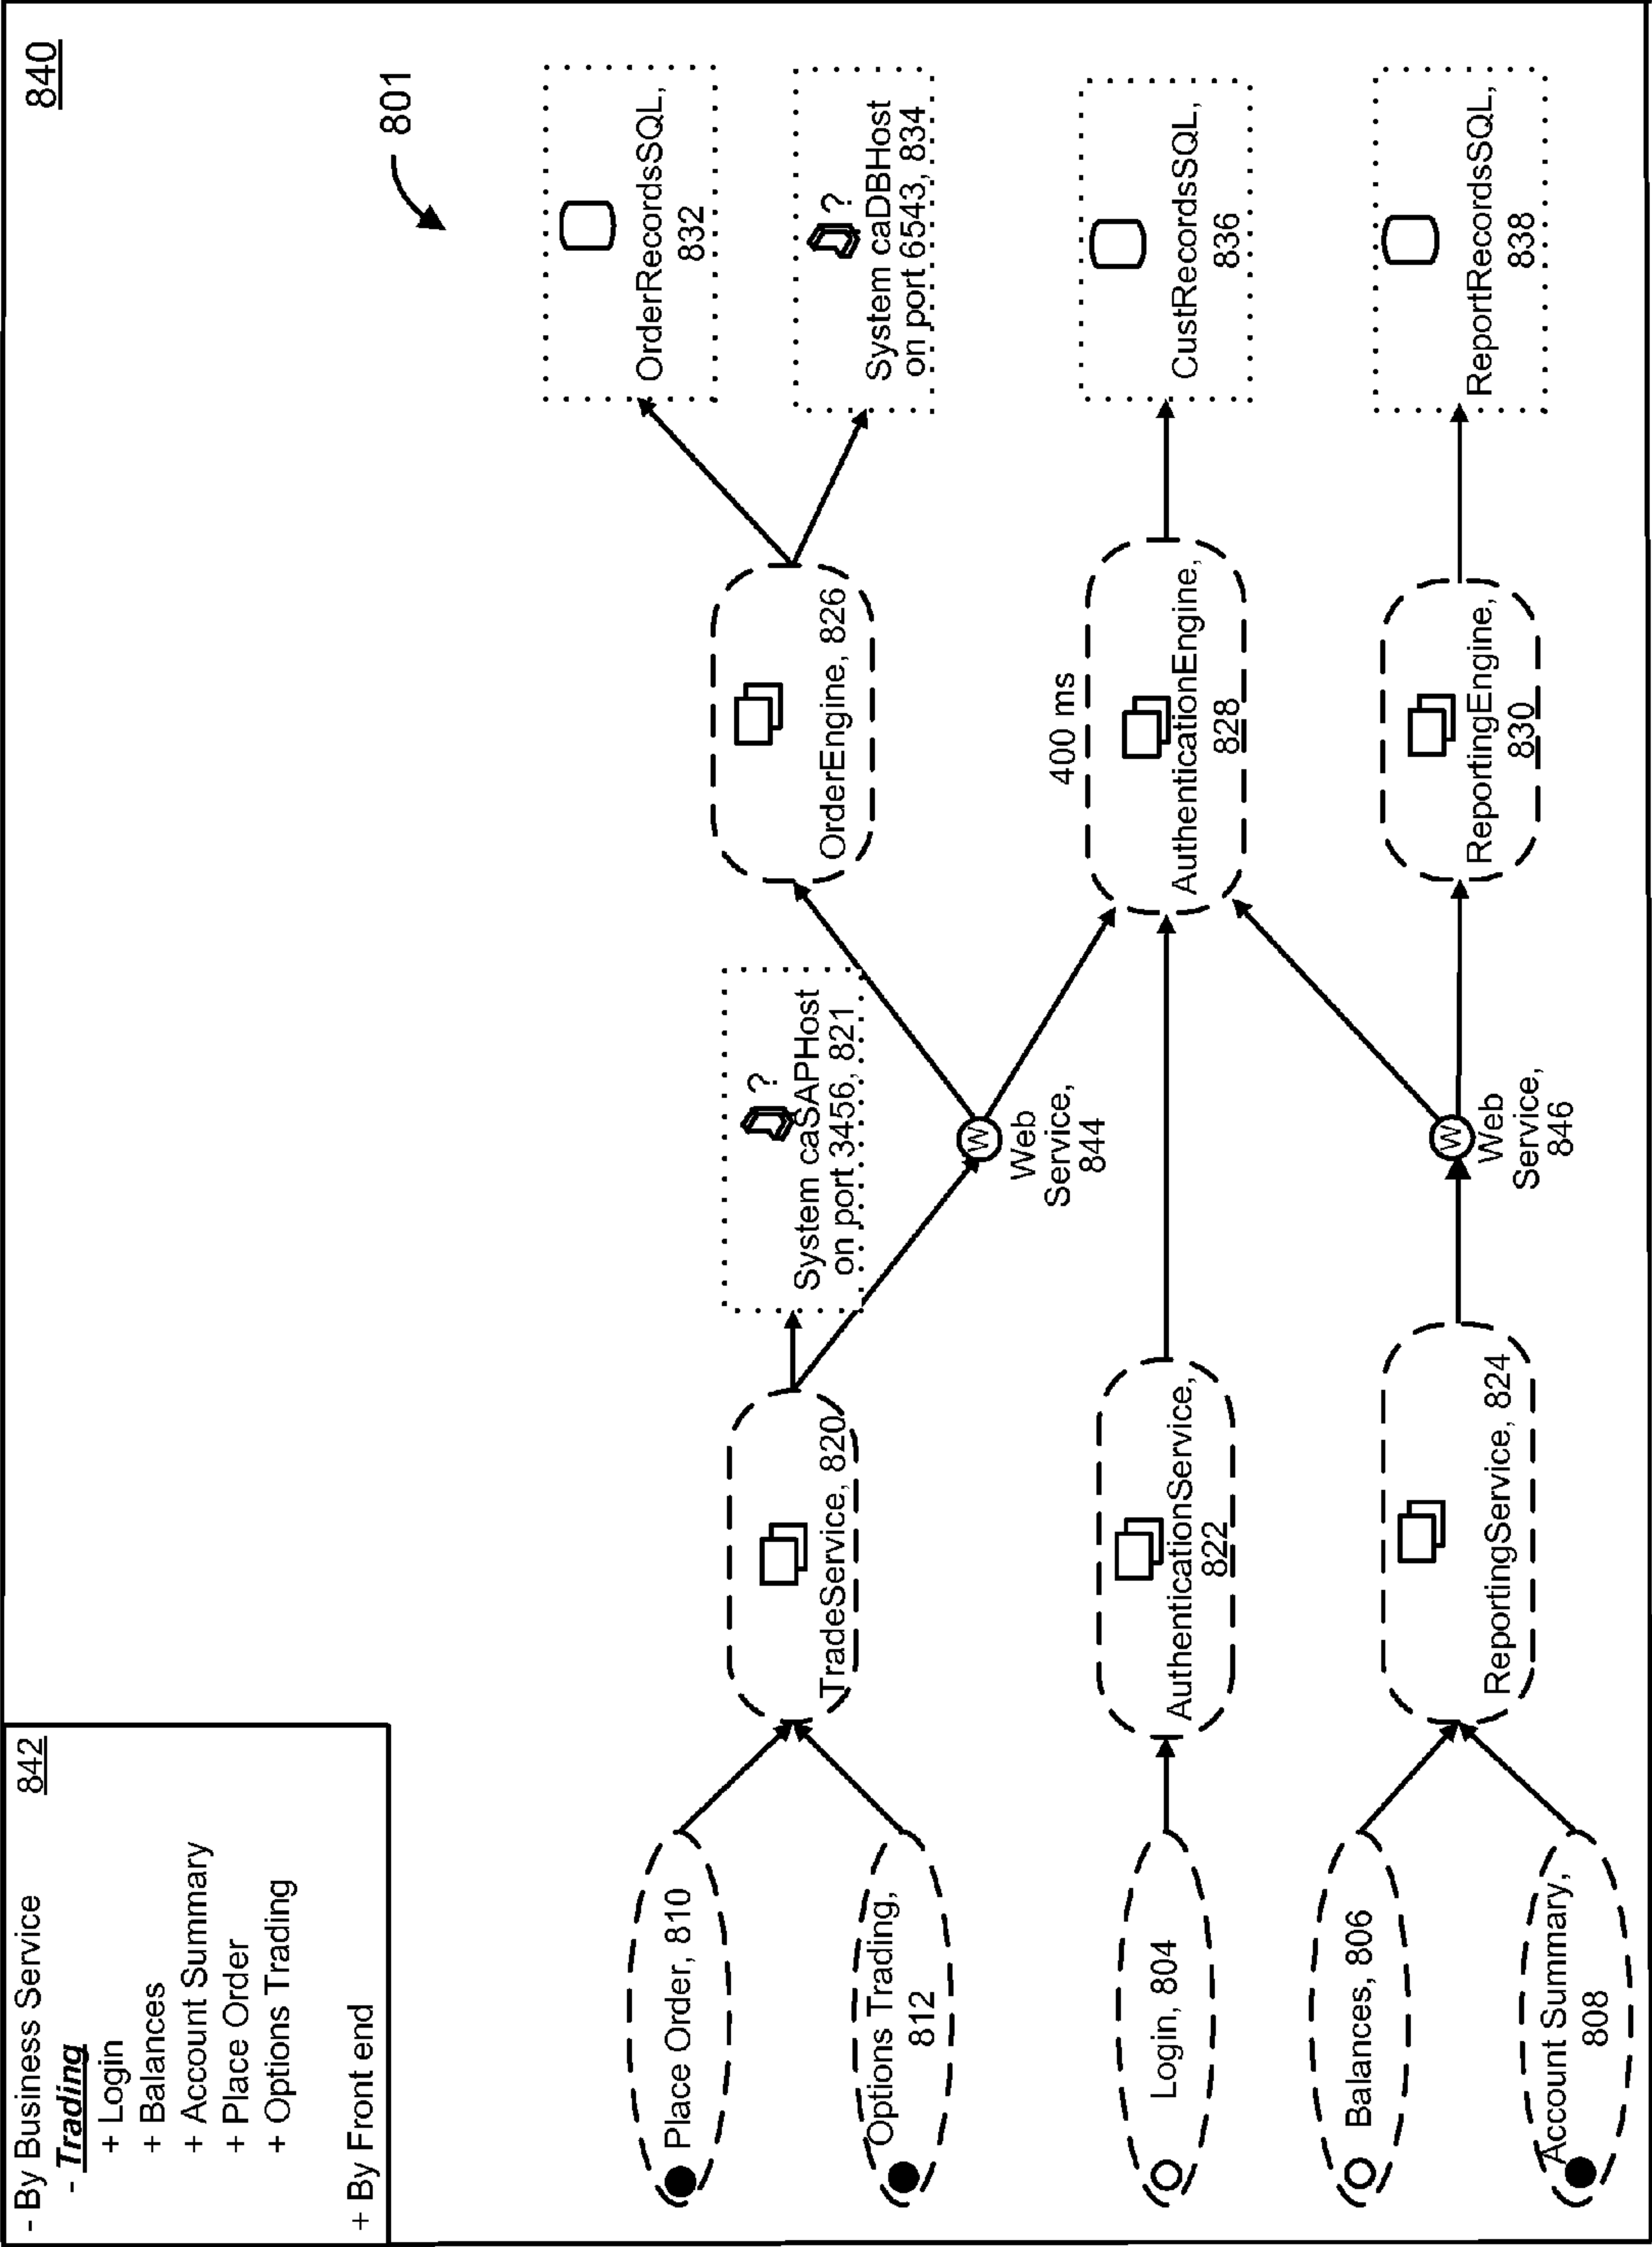 840
801
- By Business Service
842
- Trading
+ Login
+ Balances
+ Account Summary
+ Place Order
+ Options Trading
+ By Front end
Place Order, 810
Options Trading,
812
Login, 804
Balances, 806
Account Summary,
808
TradeService, 820
AuthenticationService,
822
ReportingService, 824
?
System caSAPHost
on port 3456, 821
W
Web
Service,
844
W
Web
Service,
846
OrderEngine, 826
400 ms
AuthenticationEngine,
828
ReportingEngine,
830
OrderRecordsSQL,
832
?
System caDBHost
on port 6543, 834
CustRecordsSQL,
836
ReportRecordsSQL,
838